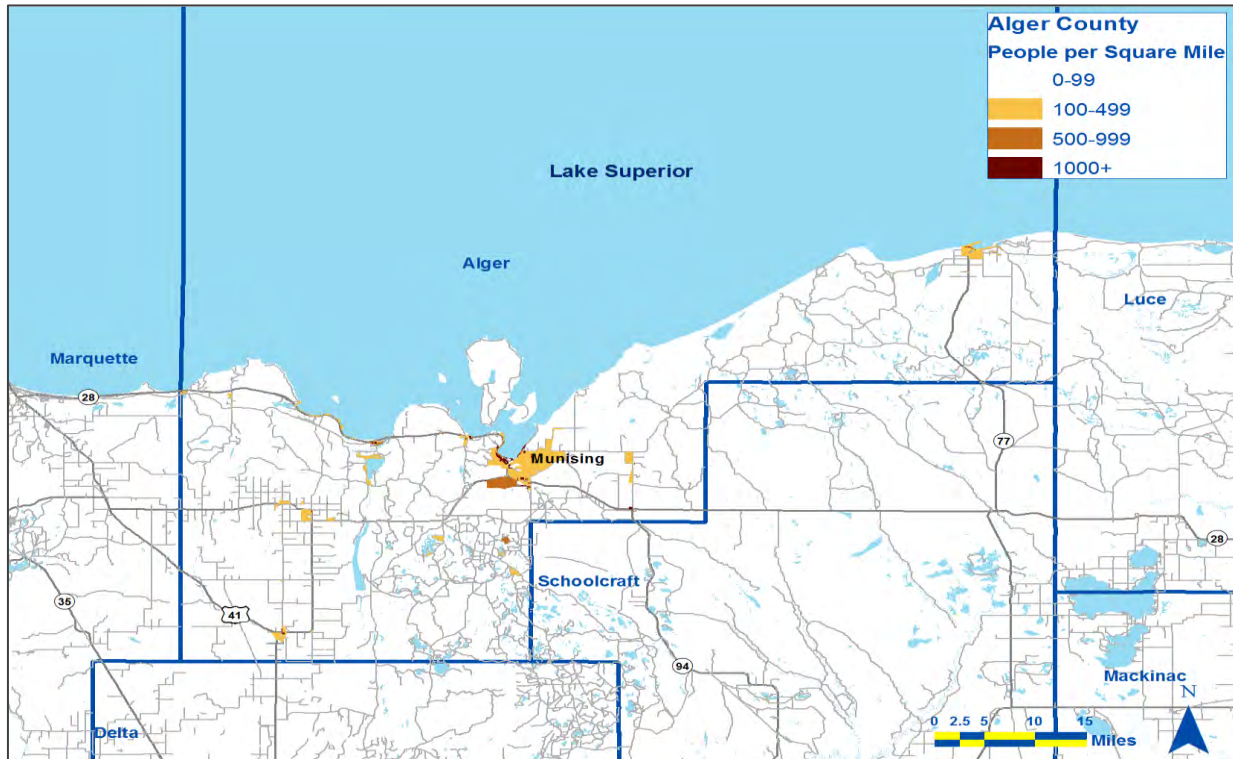 Alger County
People per Square Mile
0-99
100-499
500-999
1000+
Lake Superior
Alger
Luce
Marquette
28
Munising
77
28
Schoolcraft
35
41
94
Mackinac
N
Delta
0 2.5 5 10 15
Miles